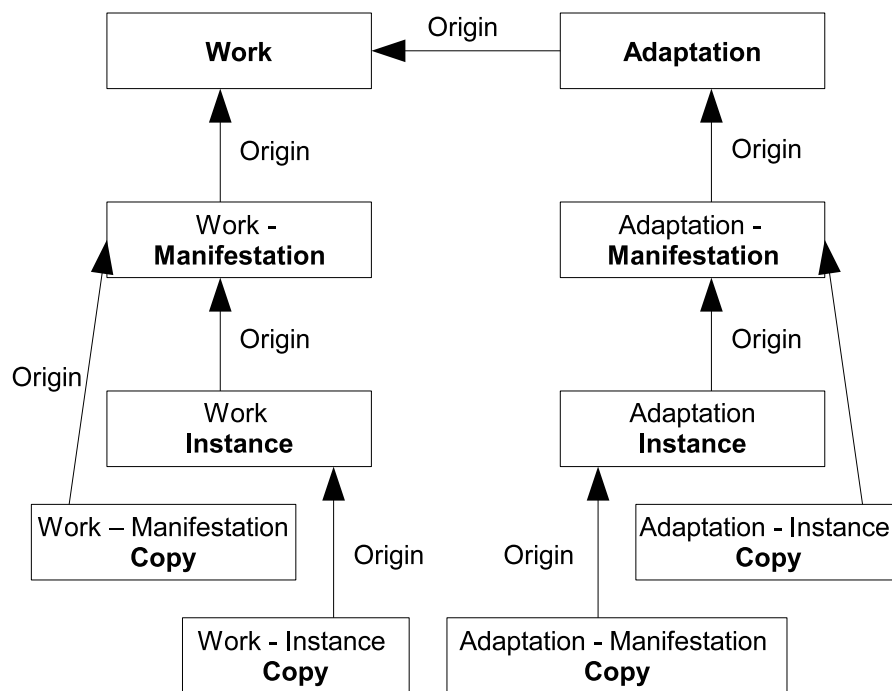 Origin
Work
Adaptation
Origin
Origin
Work -
Manifestation
Adaptation -
Manifestation
Origin
Origin
Origin
Work
Instance
Adaptation
Instance
Work – Manifestation
Copy
Adaptation - Instance
Copy
Origin
Origin
Work - Instance
Copy
Adaptation - Manifestation
Copy